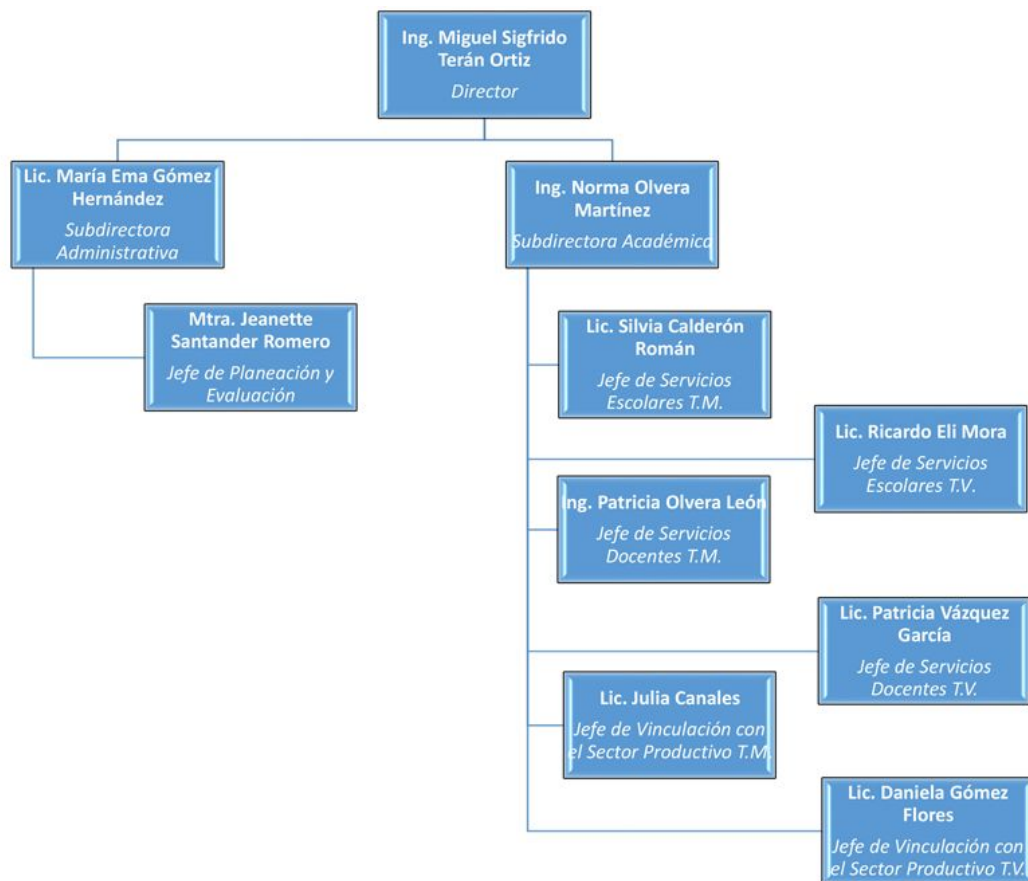 Ing. Miguel Sigfrido
Terán Ortiz
Director
Lic. María Ema Gómez
Hernández
Subdirectora
Administrativa
Ing. Norma Olvera
Martínez
Subdirectora Académica
Mtra. Jeanette
Santander Romero
Jefe de Planeación y
Evaluación
Lic. Silvia Calderón
Román
Jefe de Servicios
Escolares T.M.
Lic. Ricardo Eli Mora
Jefe de Servicios
Escolares T.V.
Ing. Patricia Olvera León
Jefe de Servicios
Docentes T.M.
Lic. Patricia Vázquez
García
Jefe de Servicios
Docentes T.V.
Lic. Julia Canales
Jefe de Vinculación con
el Sector Productivo T.M.
Lic. Daniela Gómez
Flores
Jefe de Vinculación con
el Sector Productivo T.V.